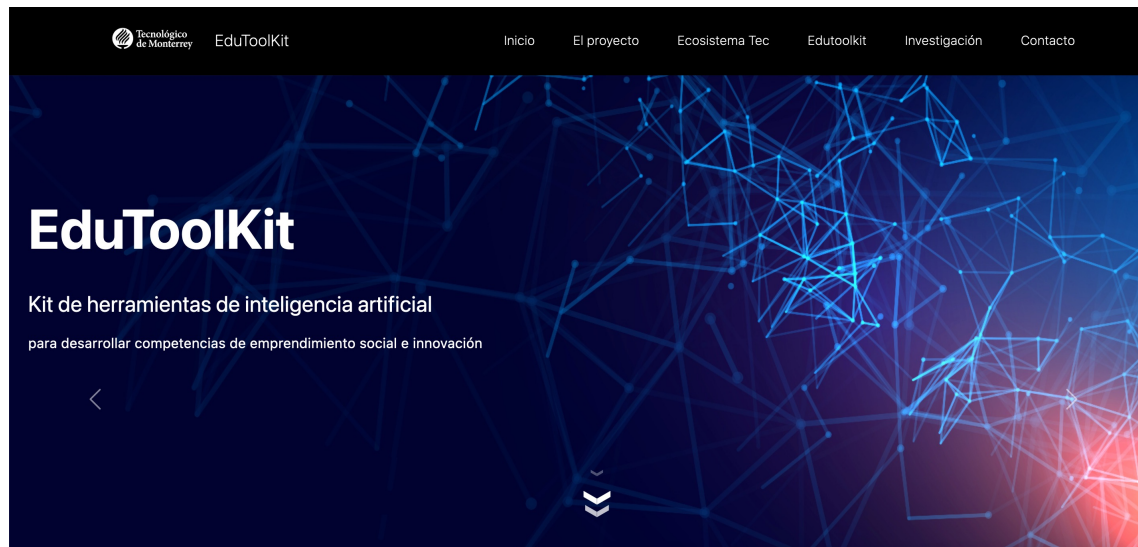 Tecnológico
de Monterrey
EduToolKit
Inicio
El proyecto
Ecosistema Tec
Edutoolkit
Investigación
Contacto
EduToolKit
Kit de herramientas de inteligencia artificial
para desarrollar competencias de emprendimiento social e innovación